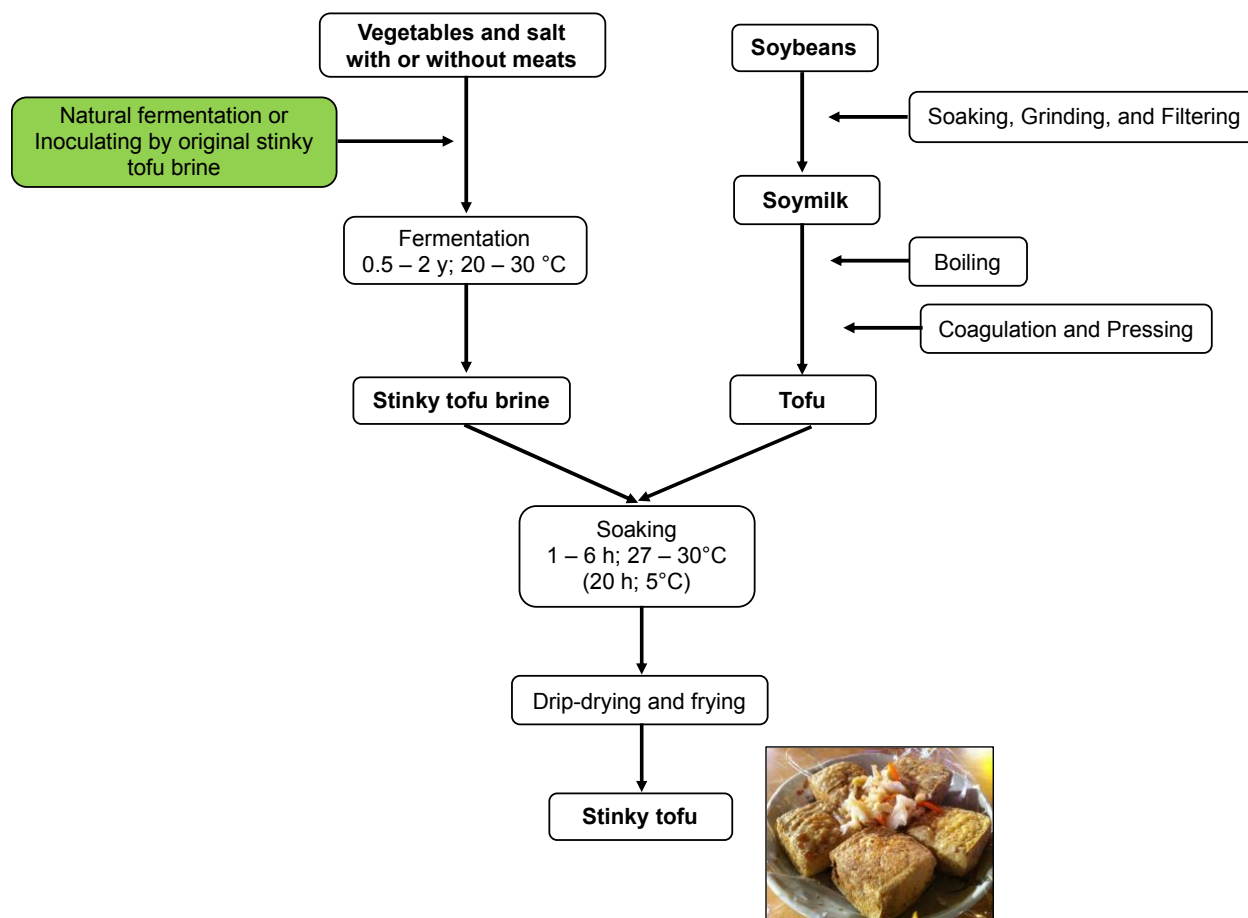 Vegetables and salt
with or without meats
Soybeans
Natural fermentation or
Inoculating by original stinky
tofu brine
Soaking, Grinding, and Filtering
Soymilk
Fermentation
0.5 – 2 y; 20 – 30 °C
Boiling
Coagulation and Pressing
Stinky tofu brine
Tofu
Soaking
1 – 6 h; 27 – 30°C
(20 h; 5°C)
Drip-drying and frying
Stinky tofu